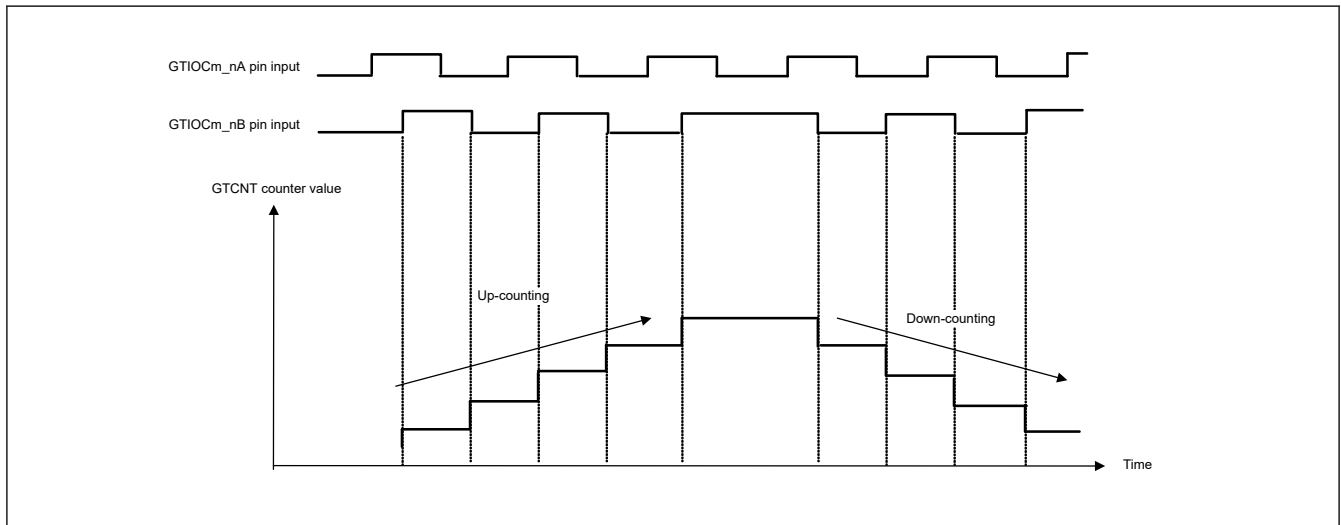 GTIOCm_nA pin input
GTIOCm_nB pin input
GTCNT counter value
Up-counting
Down-counting
Time